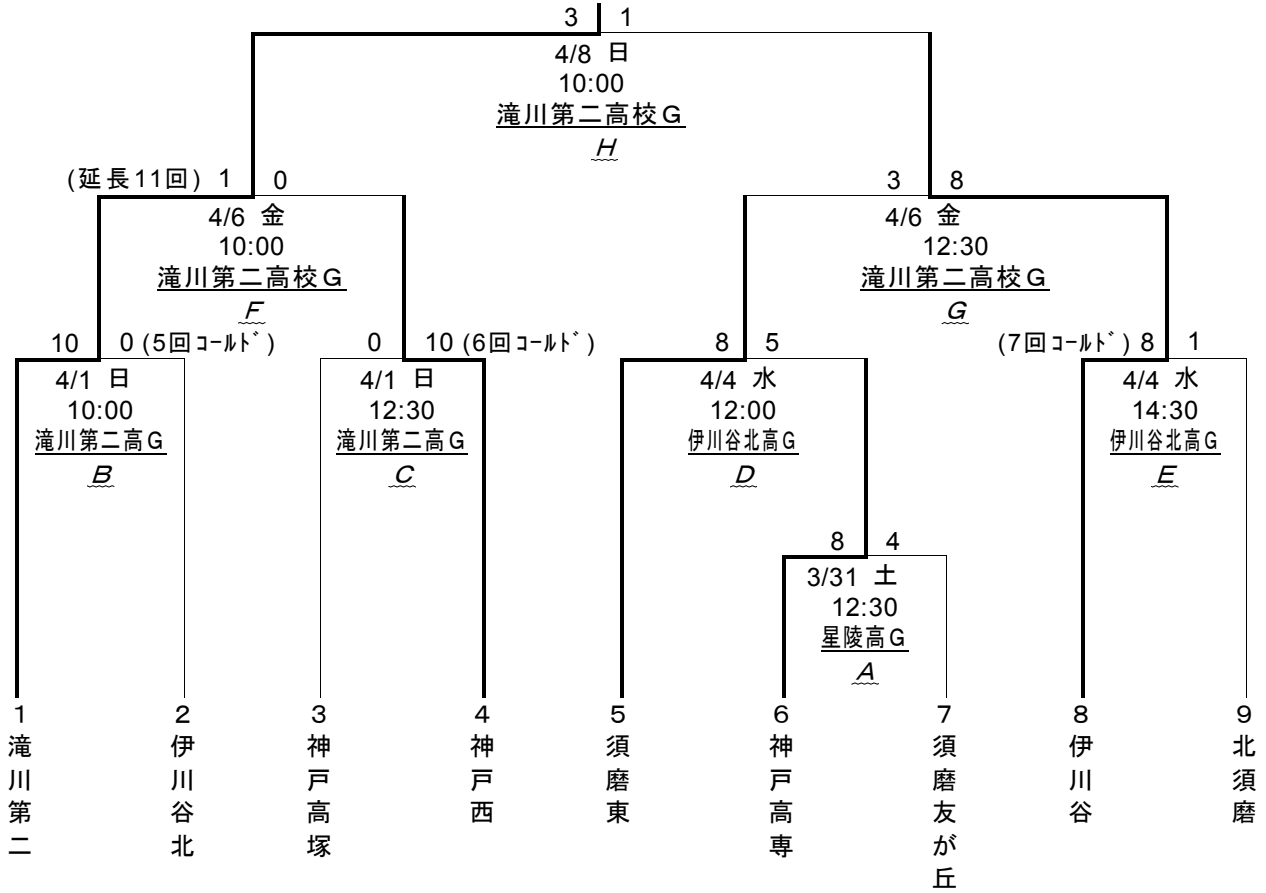 3 1
4/8 日
10:00
滝川第二高校G
H
(延長11回) 1 0
4/6 金
10:00
滝川第二高校G
F
3 8
4/6 金
12:30
滝川第二高校G
G
10 0 (5回コールド)
4/1 日
10:00
滝川第二高G
B
0 10 (6回コールド)
4/1 日
12:30
滝川第二高G
C
8 5
4/4 水
12:00
伊川谷北高G
D
(7回コールド) 8 1
4/4 水
14:30
伊川谷北高G
E
8 4
3/31 土
12:30
星陵高G
A
1
滝川第二
2
伊川谷北
3
神戸高塚
4
神戸西
5
須磨東
6
神戸高専
7
須磨友が丘
8
伊川谷
9
北須磨